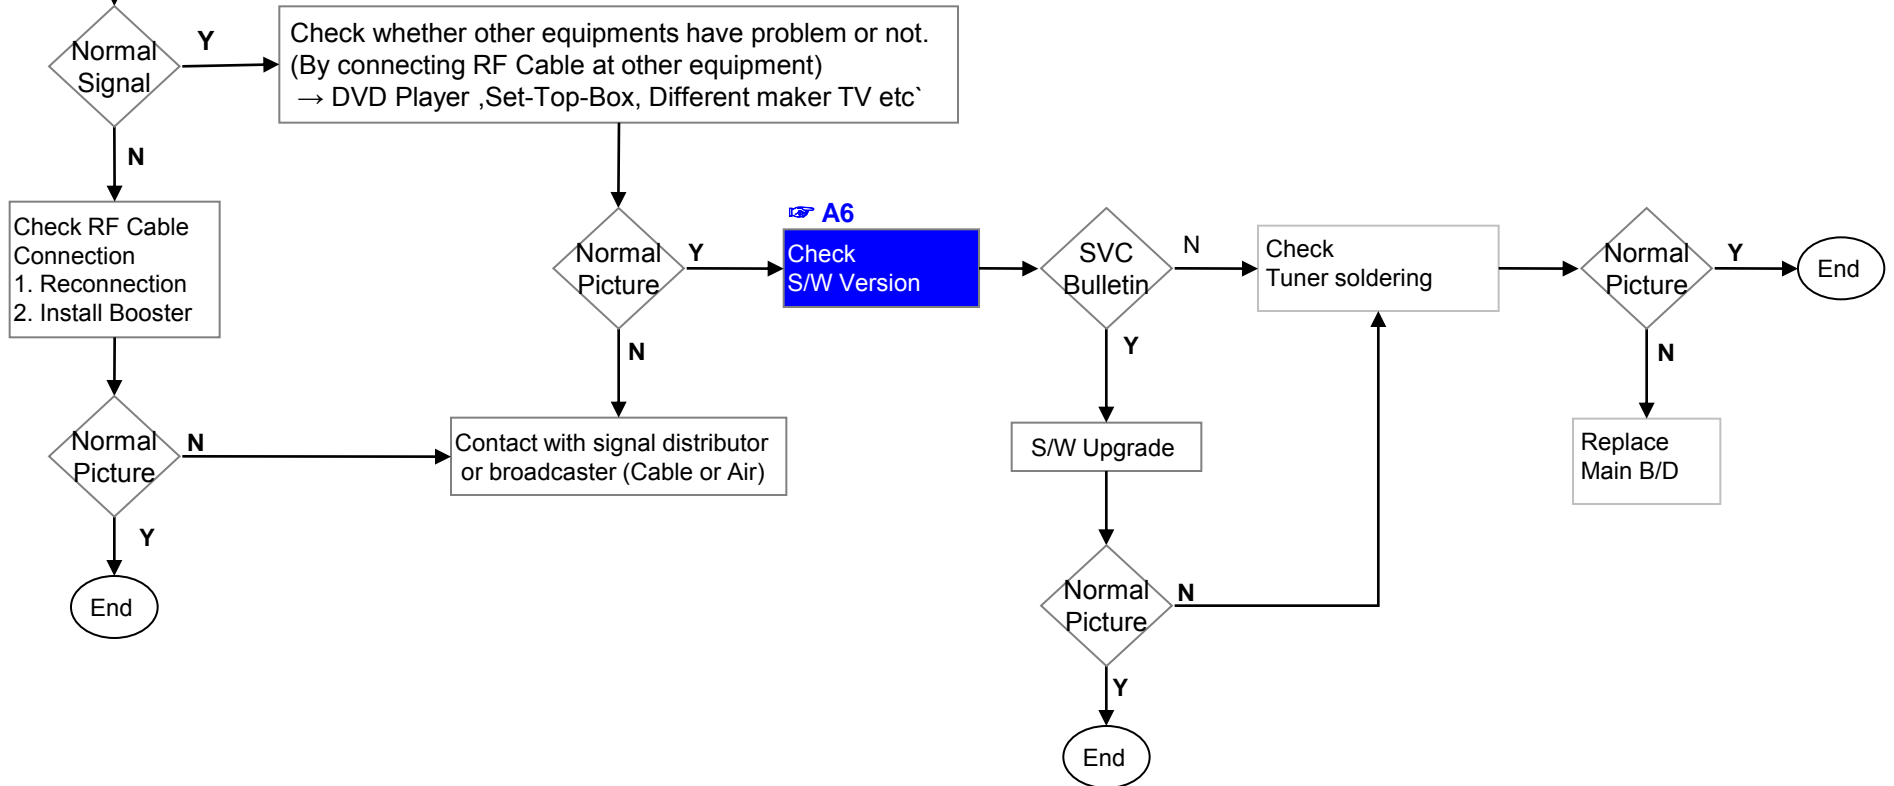 Normal
Signal
Y
Check whether other equipments have problem or not.
(By connecting RF Cable at other equipment)
→ DVD Player ,Set-Top-Box, Different maker TV etc`
N
Check RF Cable
Connection
1. Reconnection
2. Install Booster
Normal
Picture
Y
☞ A6
Check
S/W Version
SVC
Bulletin
N
Check
Tuner soldering
Normal
Picture
Y
End
N
Y
N
Normal
Picture
N
Contact with signal distributor
or broadcaster (Cable or Air)
S/W Upgrade
Replace
Main B/D
Y
End
Normal
Picture
N
Y
End